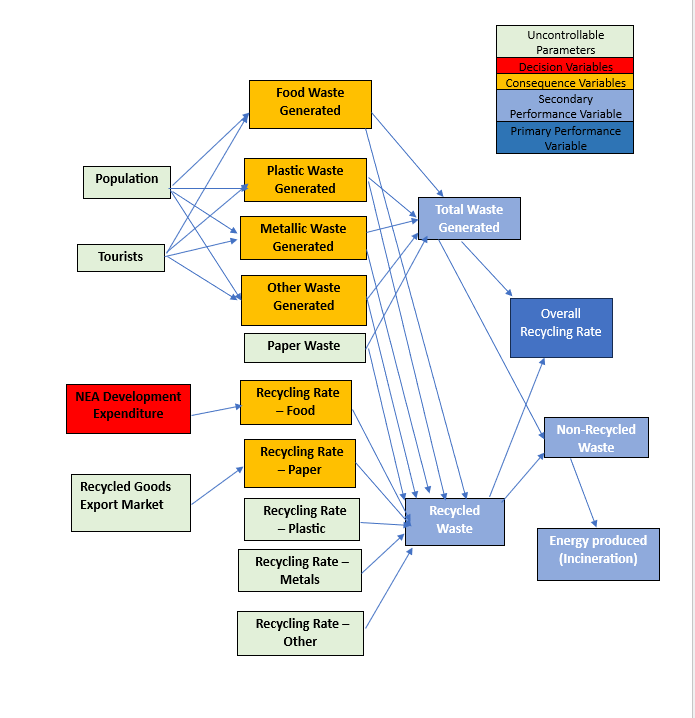 Uncontrollable
Parameters
Decision Variables
Consequence Variables
Secondary
Performance Variable
Primary Performance
Variable
Food Waste
Generated
Population
Plastic Waste
Generated
Total Waste
Generated
Metallic Waste
Generated
Tourists
Other Waste
Generated
Overall
Recycling Rate
Paper Waste
NEA Development
Expenditure
Recycling Rate
– Food
Non-Recycled
Waste
Recycling Rate
– Paper
Recycled Goods
Export Market
Recycling Rate
– Plastic
Recycled
Waste
Energy produced
(Incineration)
Recycling Rate –
Metals
Recycling Rate –
Other